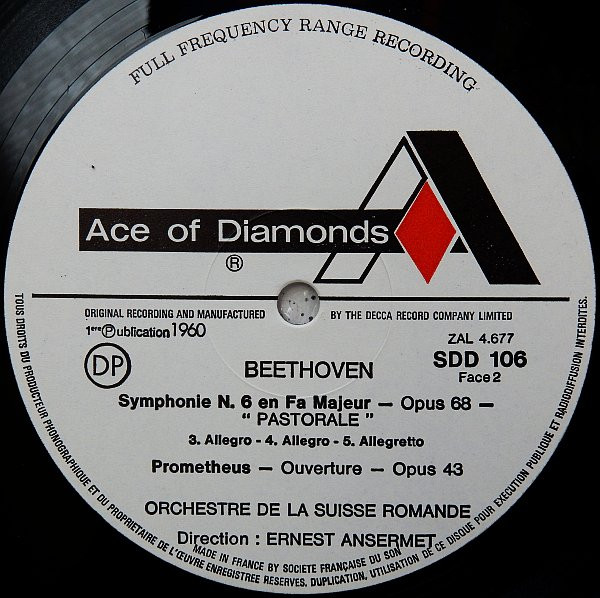 FULL FREQUENCY RANGE RECORDING
Ace of Diamonds
®
ORIGINAL RECORDING AND MANUFACTURED BY THE DECCA RECORD COMPANY LIMITED
1ere ℗ublication 1960
ZAL 4.677
DP
SDD 106
BEETHOVEN
Face 2
Symphonie N. 6 en Fa Majeur — Opus 68 —
“ PASTORALE ”
3. Allegro - 4. Allegro - 5. Allegretto
Prometheus — Ouverture — Opus 43
ORCHESTRE DE LA SUISSE ROMANDE
Direction : ERNEST ANSERMET
MADE IN FRANCE BY SOCIETE FRANÇAISE DU SON
TOUS DROITS DU PRODUCTEUR PHONOGRAPHIQUE ET DU PROPRIETAIRE DE L'ŒUVRE ENREGISTREE RESERVES. DUPLICATION, UTILISATION DE CE DISQUE POUR EXECUTION PUBLIQUE ET RADIODIFFUSION INTERDITES.